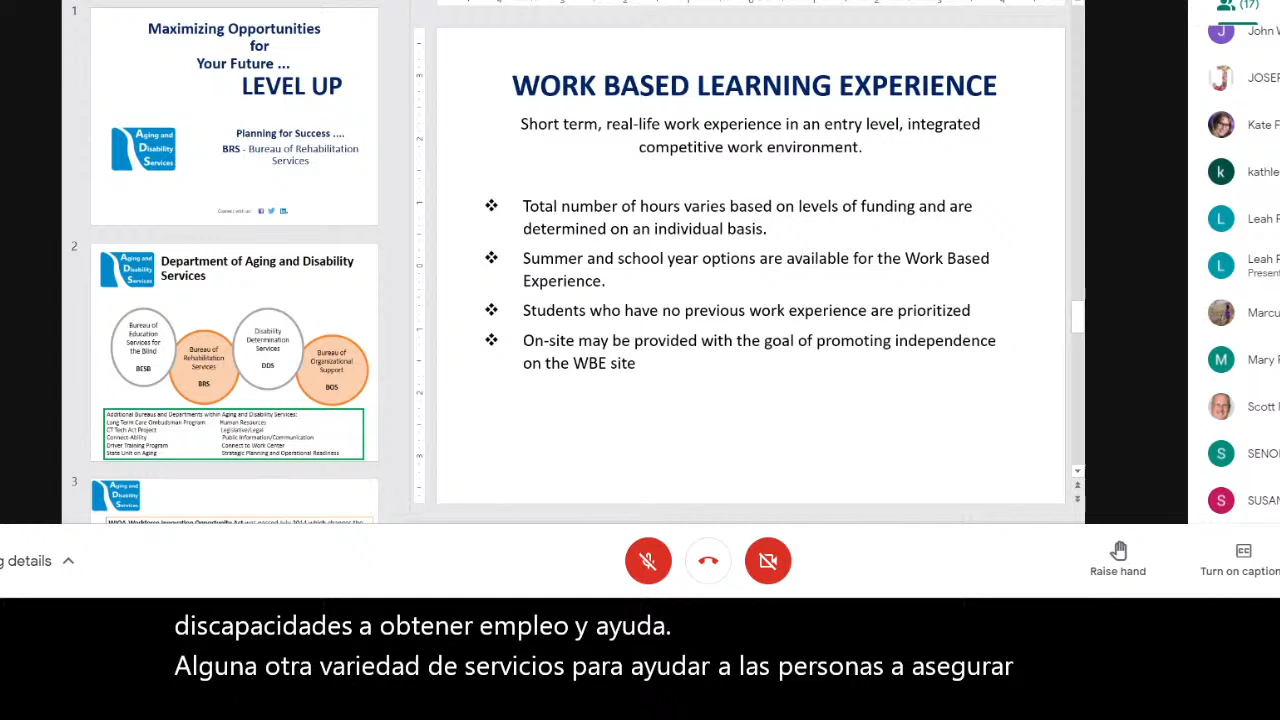 1
Maximizing Opportunities
for
Your Future ...
LEVEL UP
Aging and
Disability
Services
Planning for Success ....
BRS - Bureau of Rehabilitation
Services
2
Aging and
Disability
Services
Department of Aging and Disability
Services
Bureau of
Education
Services for
the Blind
BESB
Bureau of
Rehabilitation
Services
BRS
Disability
Determination
Services
DDS
Bureau of
Organizational
Support
BOS
Additional Bureaus and Departments within Aging and Disability Services:
Long Term Care Ombudsman Program Human Resources
CT Tech Act Project Legislative/Legal
Connect-Ability Public Information/Communication
Driver Training Program Connect to Work Center
State Unit on Aging Strategic Planning and Operational Readiness
3
Aging and
Disability
Services
WORK BASED LEARNING EXPERIENCE
Short term, real-life work experience in an entry level, integrated
competitive work environment.
❖ Total number of hours varies based on levels of funding and are
determined on an individual basis.
❖ Summer and school year options are available for the Work Based
Experience.
❖ Students who have no previous work experience are prioritized
❖ On-site may be provided with the goal of promoting independence
on the WBE site
(17)
J John
J JOSEP
Kate F
k kathle
L Leah
L Leah
Present
Marcu
M Mary
Scott
S SENO
S SUSAN
g details
Raise hand
CC
Turn on caption
discapacidades a obtener empleo y ayuda.
Alguna otra variedad de servicios para ayudar a las personas a asegurar